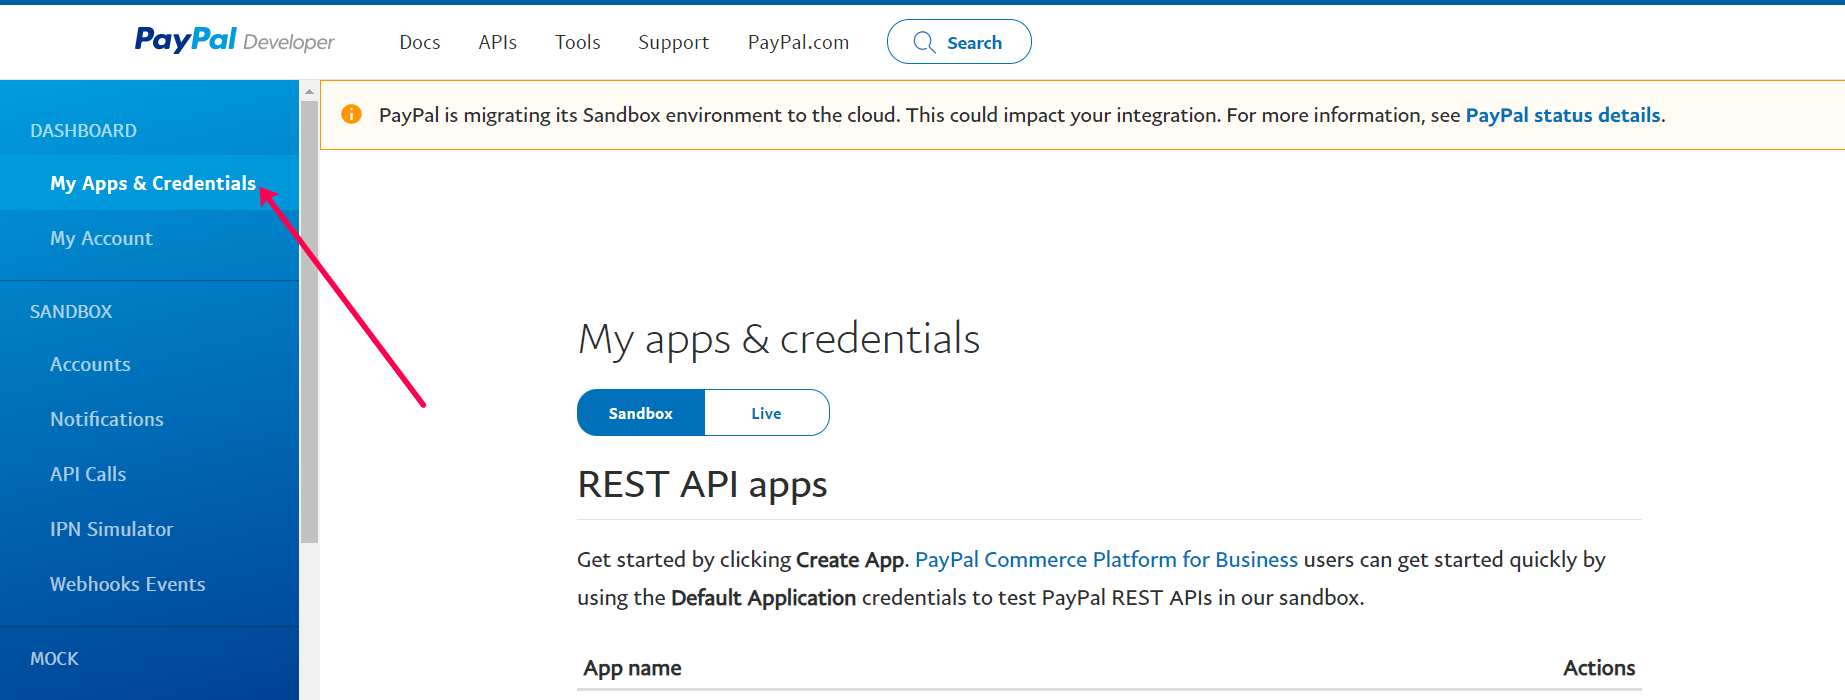 PayPal Developer
Docs
APIs
Tools
Support
PayPal.com
Search
DASHBOARD
My Apps & Credentials
My Account
SANDBOX
Accounts
Notifications
API Calls
IPN Simulator
Webhooks Events
MOCK
PayPal is migrating its Sandbox environment to the cloud. This could impact your integration. For more information, see PayPal status details.
My apps & credentials
Sandbox
Live
REST API apps
Get started by clicking Create App. PayPal Commerce Platform for Business users can get started quickly by
using the Default Application credentials to test PayPal REST APIs in our sandbox.
App name
Actions